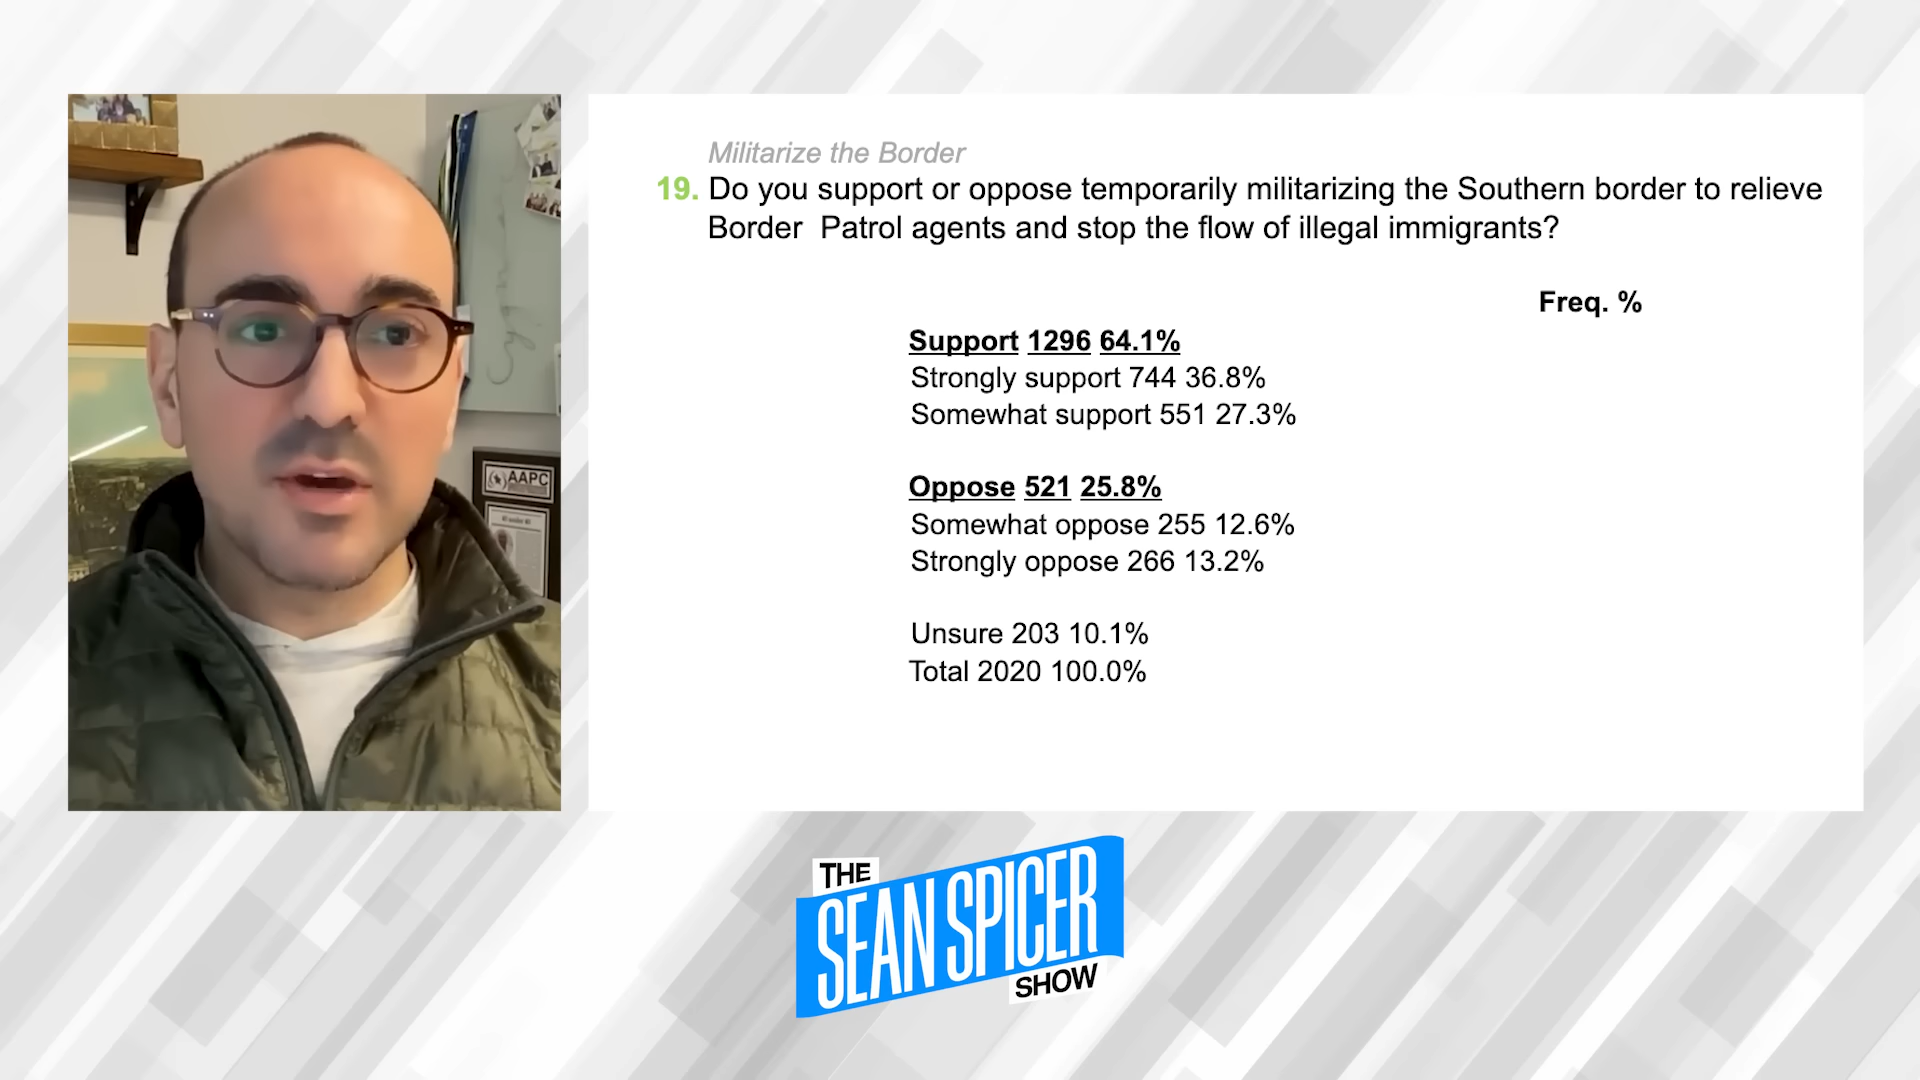 Militarize the Border
19. Do you support or oppose temporarily militarizing the Southern border to relieve
Border  Patrol agents and stop the flow of illegal immigrants?
Freq. %
Support 1296 64.1%
Strongly support 744 36.8%
Somewhat support 551 27.3%
Oppose 521 25.8%
Somewhat oppose 255 12.6%
Strongly oppose 266 13.2%
Unsure 203 10.1%
Total 2020 100.0%
AAPC
THE
SEAN SPICER
SHOW